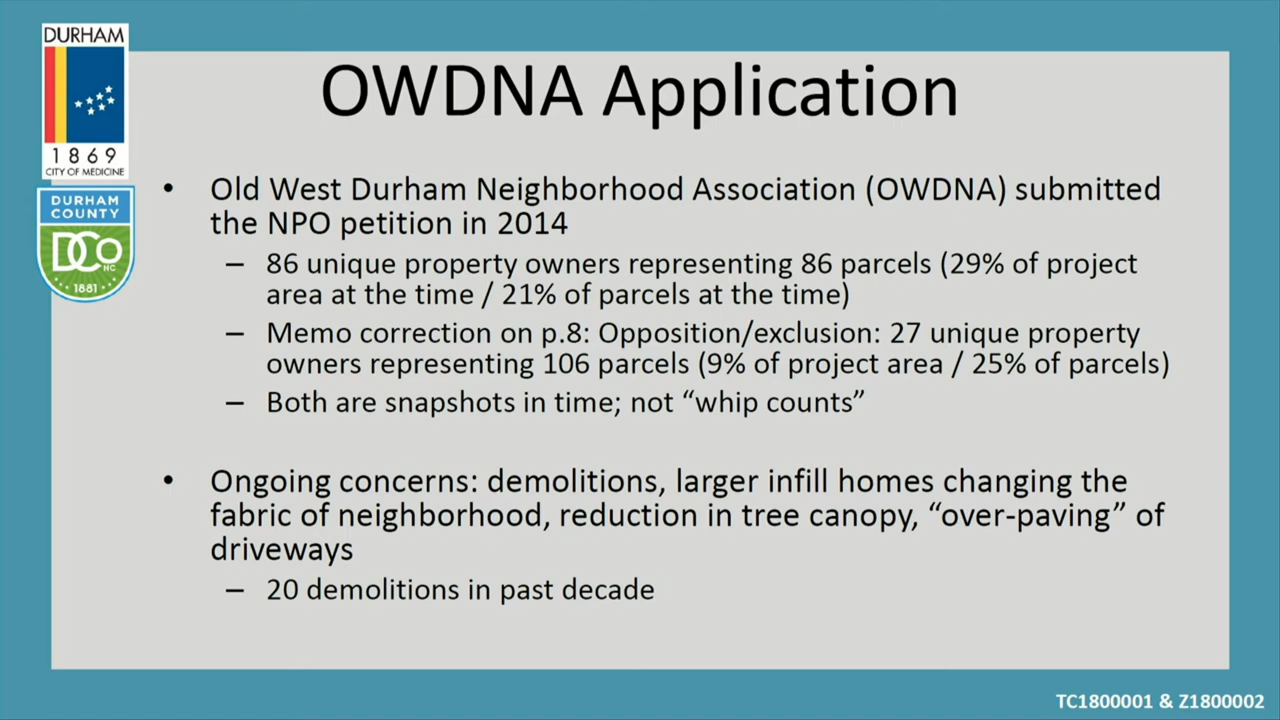 DURHAM
1869
CITY OF MEDICINE
DURHAM
COUNTY
DCo
NC
1881
OWDNA Application
• Old West Durham Neighborhood Association (OWDNA) submitted
the NPO petition in 2014
– 86 unique property owners representing 86 parcels (29% of project
area at the time / 21% of parcels at the time)
– Memo correction on p.8: Opposition/exclusion: 27 unique property
owners representing 106 parcels (9% of project area / 25% of parcels)
– Both are snapshots in time; not “whip counts”
• Ongoing concerns: demolitions, larger infill homes changing the
fabric of neighborhood, reduction in tree canopy, “over-paving” of
driveways
– 20 demolitions in past decade
TC1800001 & Z1800002